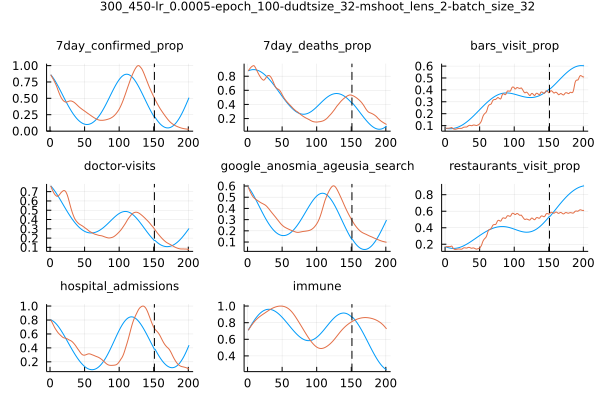 300_450-lr_0.0005-epoch_100-dudtsize_32-mshoot_lens_2-batch_size_32
7day_confirmed_prop 7day_deaths_prop bars_visit_prop
1.00 0.75 0.50 0.25 0.00 0 50 100 150 200
0.8 0.6 0.4 0.2 0 50 100 150 200
0.6 0.5 0.4 0.3 0.2 0.1 0 50 100 150 200
doctor-visits google_anosmia_ageusia_search restaurants_visit_prop
0.7 0.6 0.5 0.4 0.3 0.2 0.1 0 50 100 150 200
0.6 0.5 0.4 0.3 0.2 0.1 0 50 100 150 200
0.8 0.6 0.4 0.2 0 50 100 150 200
hospital_admissions immune
1.0 0.8 0.6 0.4 0.2 0 50 100 150 200
1.0 0.8 0.6 0.4 0 50 100 150 200